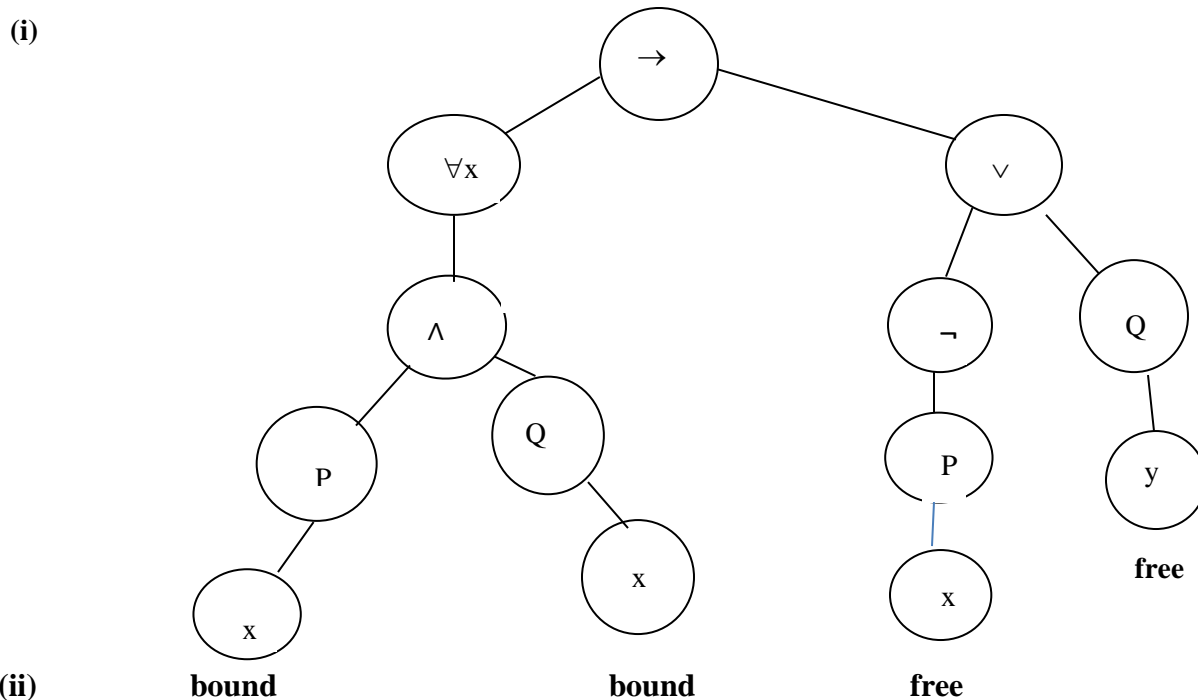 (i)
→
∀x
∨
∧
¬
Q
P
Q
P
y
x
x
x
free
(ii) bound bound free